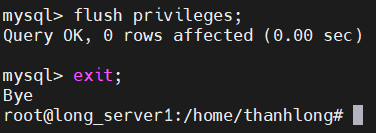 mysql> flush privileges;
Query OK, 0 rows affected (0.00 sec)
mysql> exit;
Bye
root@long_server1:/home/thanhlong#